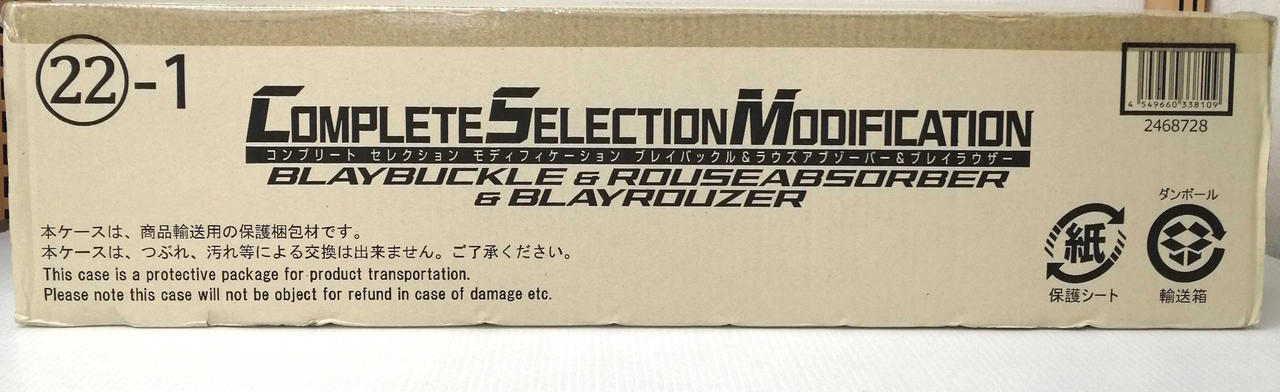 22-1
COMPLETE SELECTION MODIFICATION
コンプリート セレクション モディフィケーション ブレイバックル&ラウズアブゾーバー&ブレイラウザー
BLAYBUCKLE & ROUSEABSORBER
& BLAYROUZER
本ケースは、商品輸送用の保護梱包材です。
本ケースは、つぶれ、汚れ等による交換は出来ません。ご了承ください。
This case is a protective package for product transportation.
Please note this case will not be object for refund in case of damage etc.
4 549660 338109
2468728
紙
保護シート
ダンボール
輸送箱